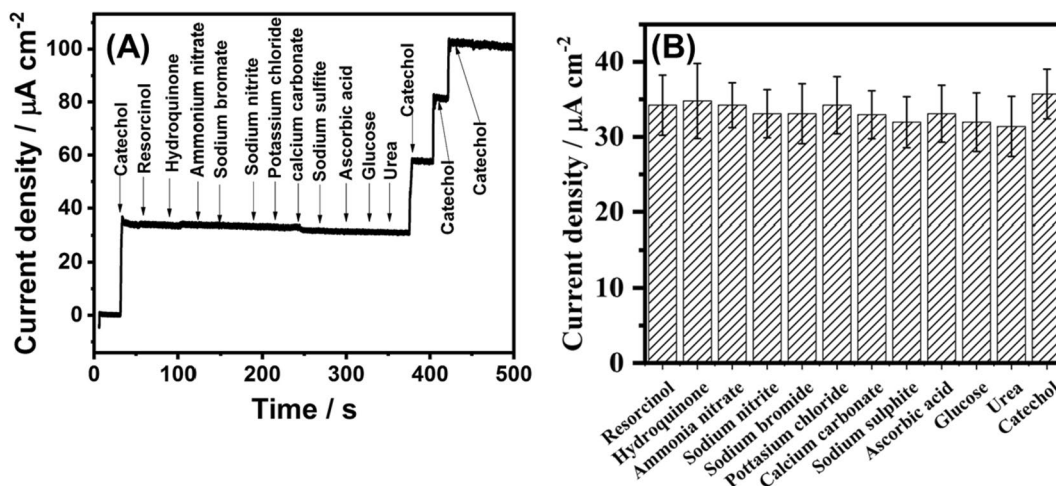 (A)
Current density / μA cm-2
100
80
60
40
20
0
Catechol
Resorcinol
Hydroquinone
Ammonium nitrate
Sodium bromate
Sodium nitrite
Potassium chloride
calcium carbonate
Sodium sulfite
Ascorbic acid
Glucose
Urea
Catechol
Catechol
Catechol
0
100
200
300
400
500
Time / s
(B)
Current density / μA cm-2
40
30
20
10
0
Resorcinol
Hydroquinone
Ammonia nitrate
Sodium nitrite
Sodium bromide
Pottasium chloride
Calcium carbonate
Sodium sulphite
Ascorbic acid
Glucose
Urea
Catechol